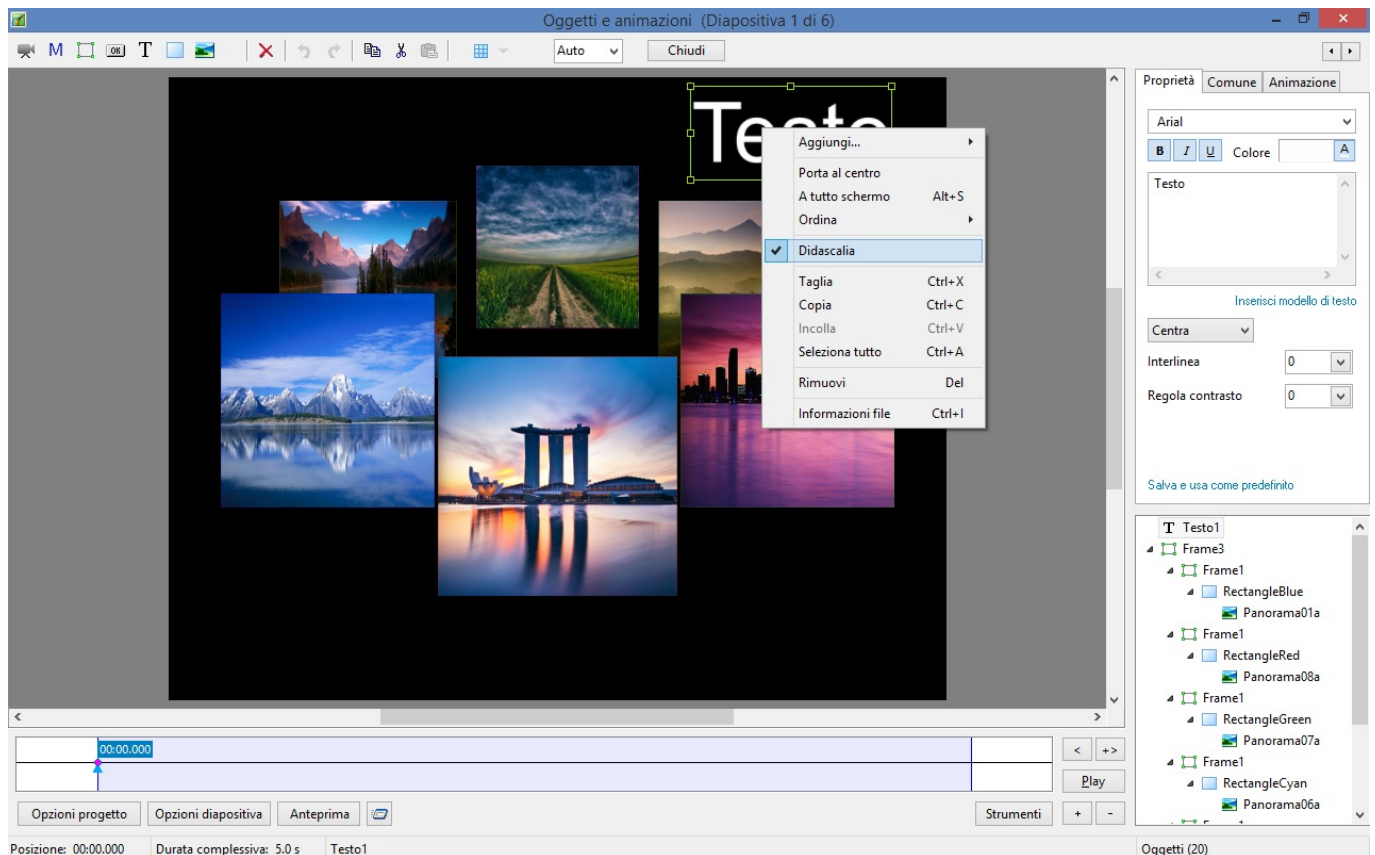 Oggetti e animazioni (Diapositiva 1 di 6)
M OK T Auto Chiudi
Proprietà Comune Animazione
Arial
B I U Colore A
Testo
Inserisci modello di testo
Centra
Interlinea 0
Regola contrasto 0
Salva e usa come predefinito
Aggiungi...
Porta al centro
A tutto schermo Alt+S
Ordina
Didascalia
Taglia Ctrl+X
Copia Ctrl+C
Incolla Ctrl+V
Seleziona tutto Ctrl+A
Rimuovi Del
Informazioni file Ctrl+I
T Testo1
Frame3
Frame1
RectangleBlue
Panorama01a
Frame1
RectangleRed
Panorama08a
Frame1
RectangleGreen
Panorama07a
Frame1
RectangleCyan
Panorama06a
00:00.000
< +>
Play
Opzioni progetto Opzioni diapositiva Anteprima Strumenti + -
Posizione: 00:00.000 Durata complessiva: 5.0 s Testo1 Oggetti (20)